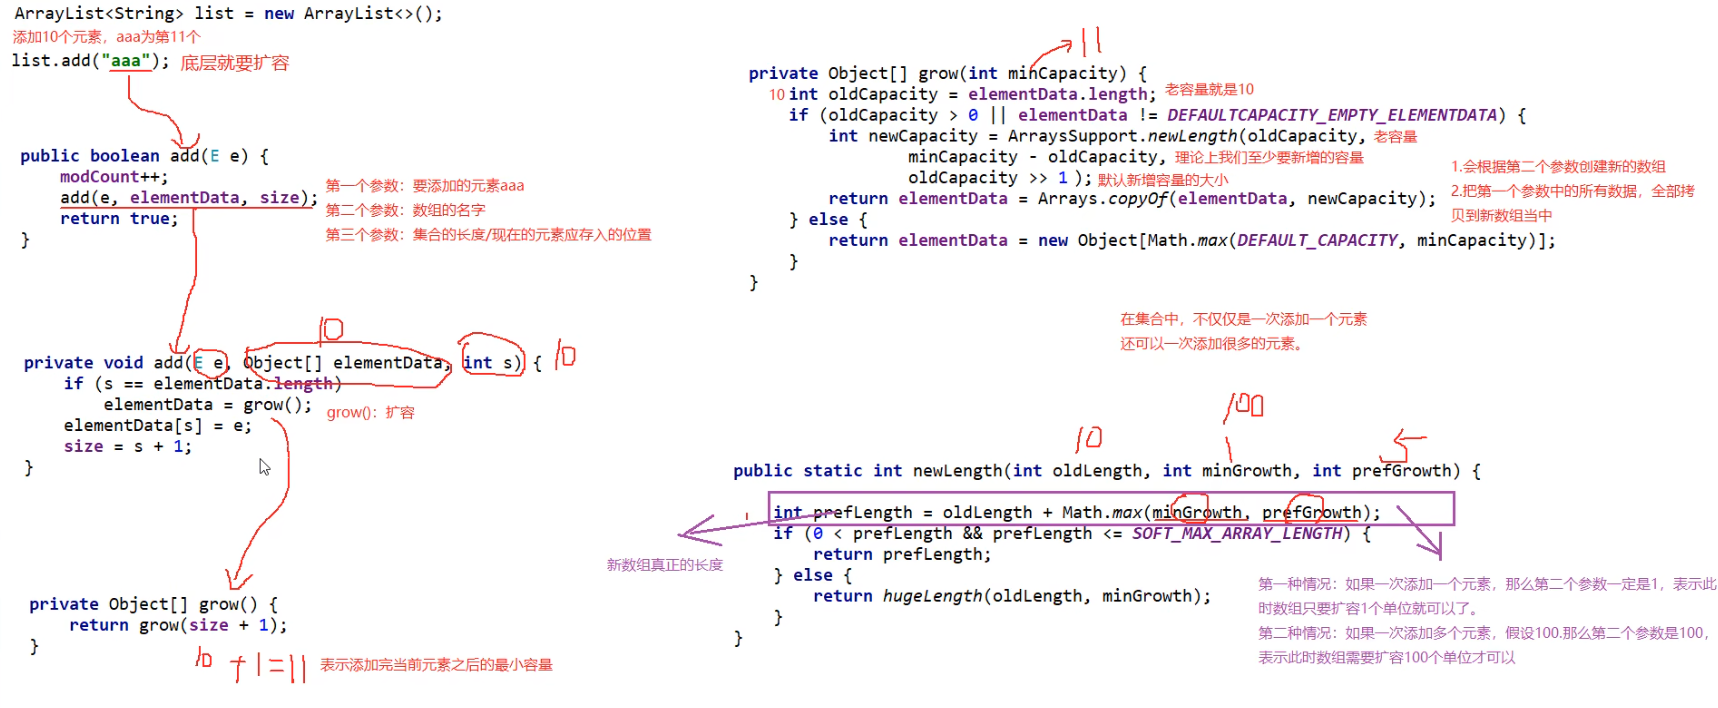 ArrayList<String> list = new ArrayList<>();
添加10个元素，aaa为第11个
list.add("aaa"); 底层就要扩容
public boolean add(E e) {
modCount++;
add(e, elementData, size);
return true;
}
第一个参数：要添加的元素aaa
第二个参数：数组的名字
第三个参数：集合的长度/现在的元素应存入的位置
10
private void add(E e, Object[] elementData, int s) { 10
if (s == elementData.length)
elementData = grow(); grow()：扩容
elementData[s] = e;
size = s + 1;
}
private Object[] grow() {
return grow(size + 1);
}
10 +1=11 表示添加完当前元素之后的最小容量
11
private Object[] grow(int minCapacity) {
10 int oldCapacity = elementData.length; 老容量就是10
if (oldCapacity > 0 || elementData != DEFAULTCAPACITY_EMPTY_ELEMENTDATA) {
int newCapacity = ArraysSupport.newLength(oldCapacity, 老容量
minCapacity - oldCapacity, 理论上我们至少要新增的容量
oldCapacity >> 1 ); 默认新增容量的大小
return elementData = Arrays.copyOf(elementData, newCapacity);
} else {
return elementData = new Object[Math.max(DEFAULT_CAPACITY, minCapacity)];
}
}
1.会根据第二个参数创建新的数组
2.把第一个参数中的所有数据，全部拷
贝到新数组当中
在集合中，不仅仅是一次添加一个元素
还可以一次添加很多的元素。
10 100 5
public static int newLength(int oldLength, int minGrowth, int prefGrowth) {
int prefLength = oldLength + Math.max(minGrowth, prefGrowth);
if (0 < prefLength && prefLength <= SOFT_MAX_ARRAY_LENGTH) {
return prefLength;
} else {
return hugeLength(oldLength, minGrowth);
}
}
新数组真正的长度
第一种情况：如果一次添加一个元素，那么第二个参数一定是1，表示此
时数组只要扩容1个单位就可以了。
第二种情况：如果一次添加多个元素，假设100.那么第二个参数是100，
表示此时数组需要扩容100个单位才可以